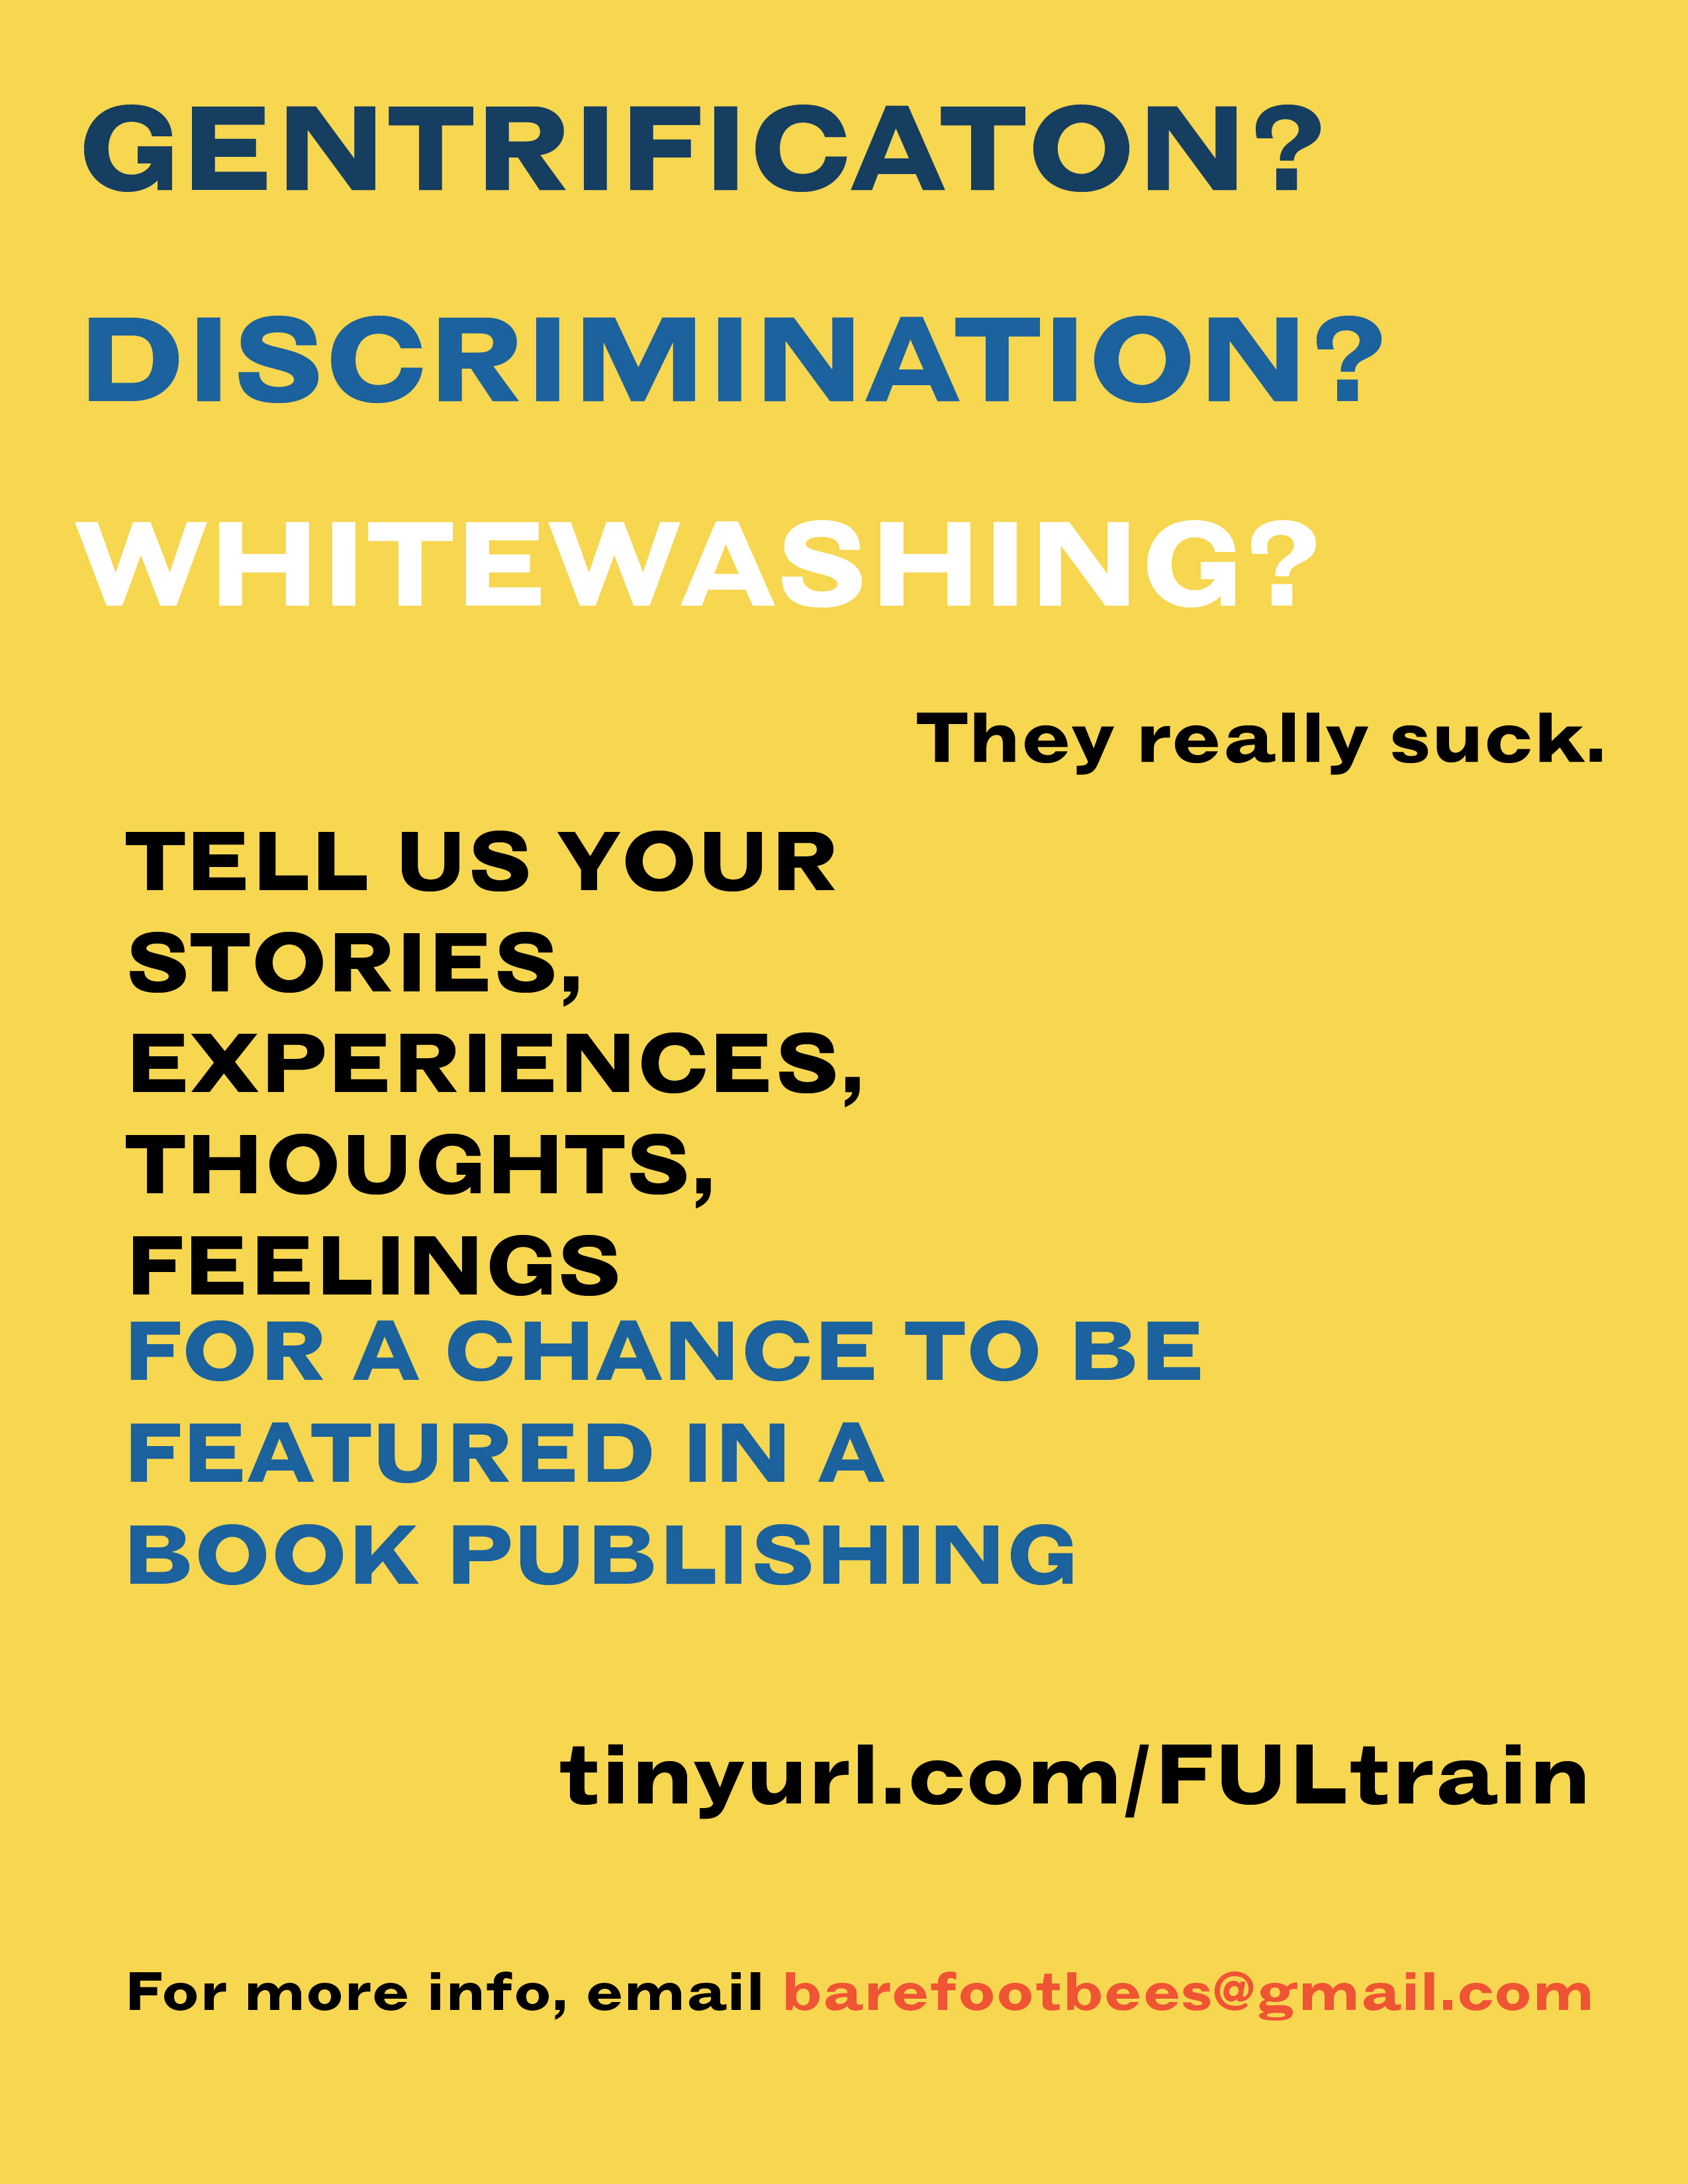 GENTRIFICATON?
DISCRIMINATION?
WHITEWASHING?
They really suck.
TELL US YOUR
STORIES,
EXPERIENCES,
THOUGHTS,
FEELINGS
FOR A CHANCE TO BE
FEATURED IN A
BOOK PUBLISHING
tinyurl.com/FULtrain
For more info, email barefootbees@gmail.com